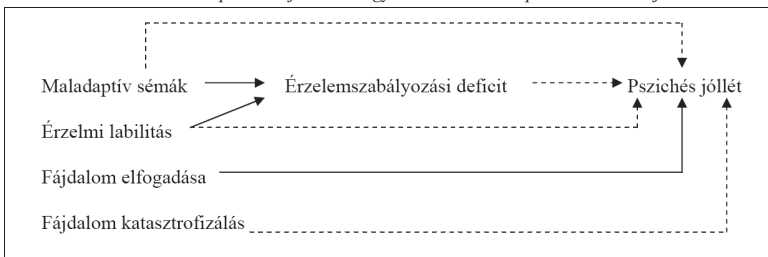 Maladaptív sémák Érzelemszabályozási deficit Pszichés jóllét
Érzelmi labilitás
Fájdalom elfogadása
Fájdalom katasztrofizálás